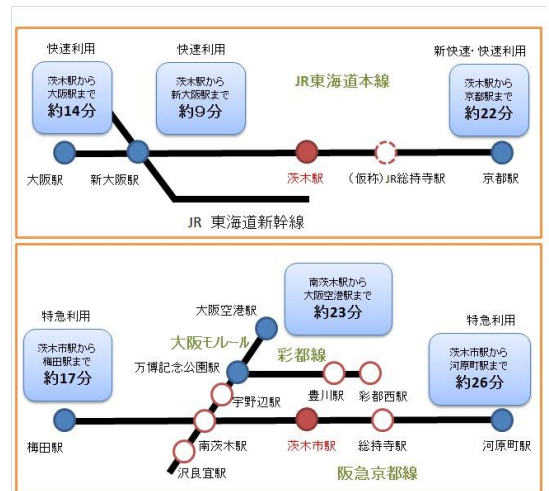 快速利用
快速利用
新快速・快速利用
茨木駅から
大阪駅まで
約14分
茨木駅から
新大阪駅まで
約9分
JR東海道本線
茨木駅から
京都駅まで
約22分
大阪駅
新大阪駅
茨木駅
（仮称）JR総持寺駅
京都駅
JR 東海道新幹線
特急利用
大阪空港駅
南茨木駅から
大阪空港駅まで
約23分
特急利用
茨木市駅から
梅田駅まで
約17分
大阪モノレール
彩都線
万博記念公園駅
茨木市駅から
河原町駅まで
約26分
宇野辺駅
豊川駅
彩都西駅
梅田駅
南茨木駅
茨木市駅
総持寺駅
河原町駅
沢良宜駅
阪急京都線